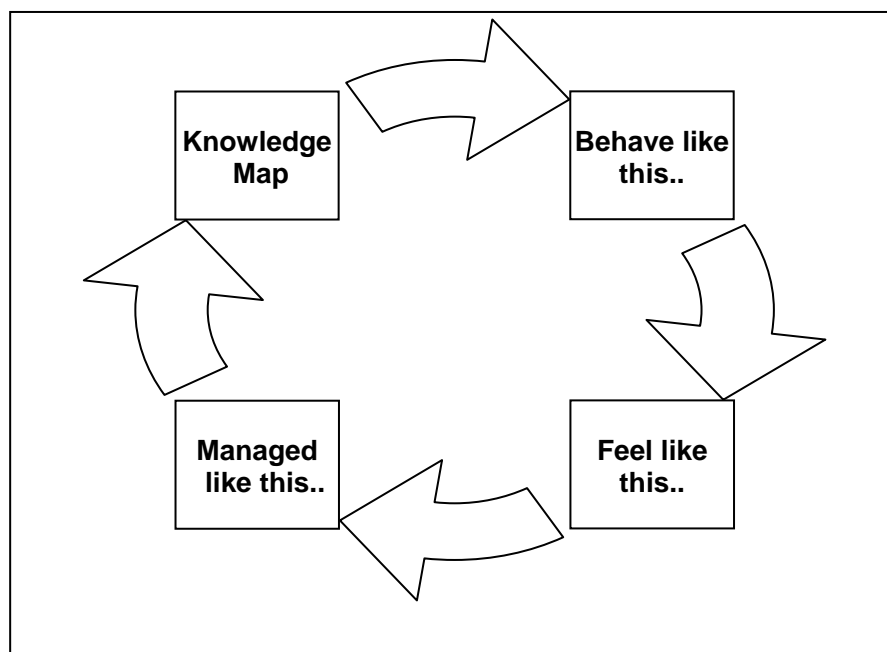 Knowledge
Map
Behave like
this..
Managed
like this..
Feel like
this..